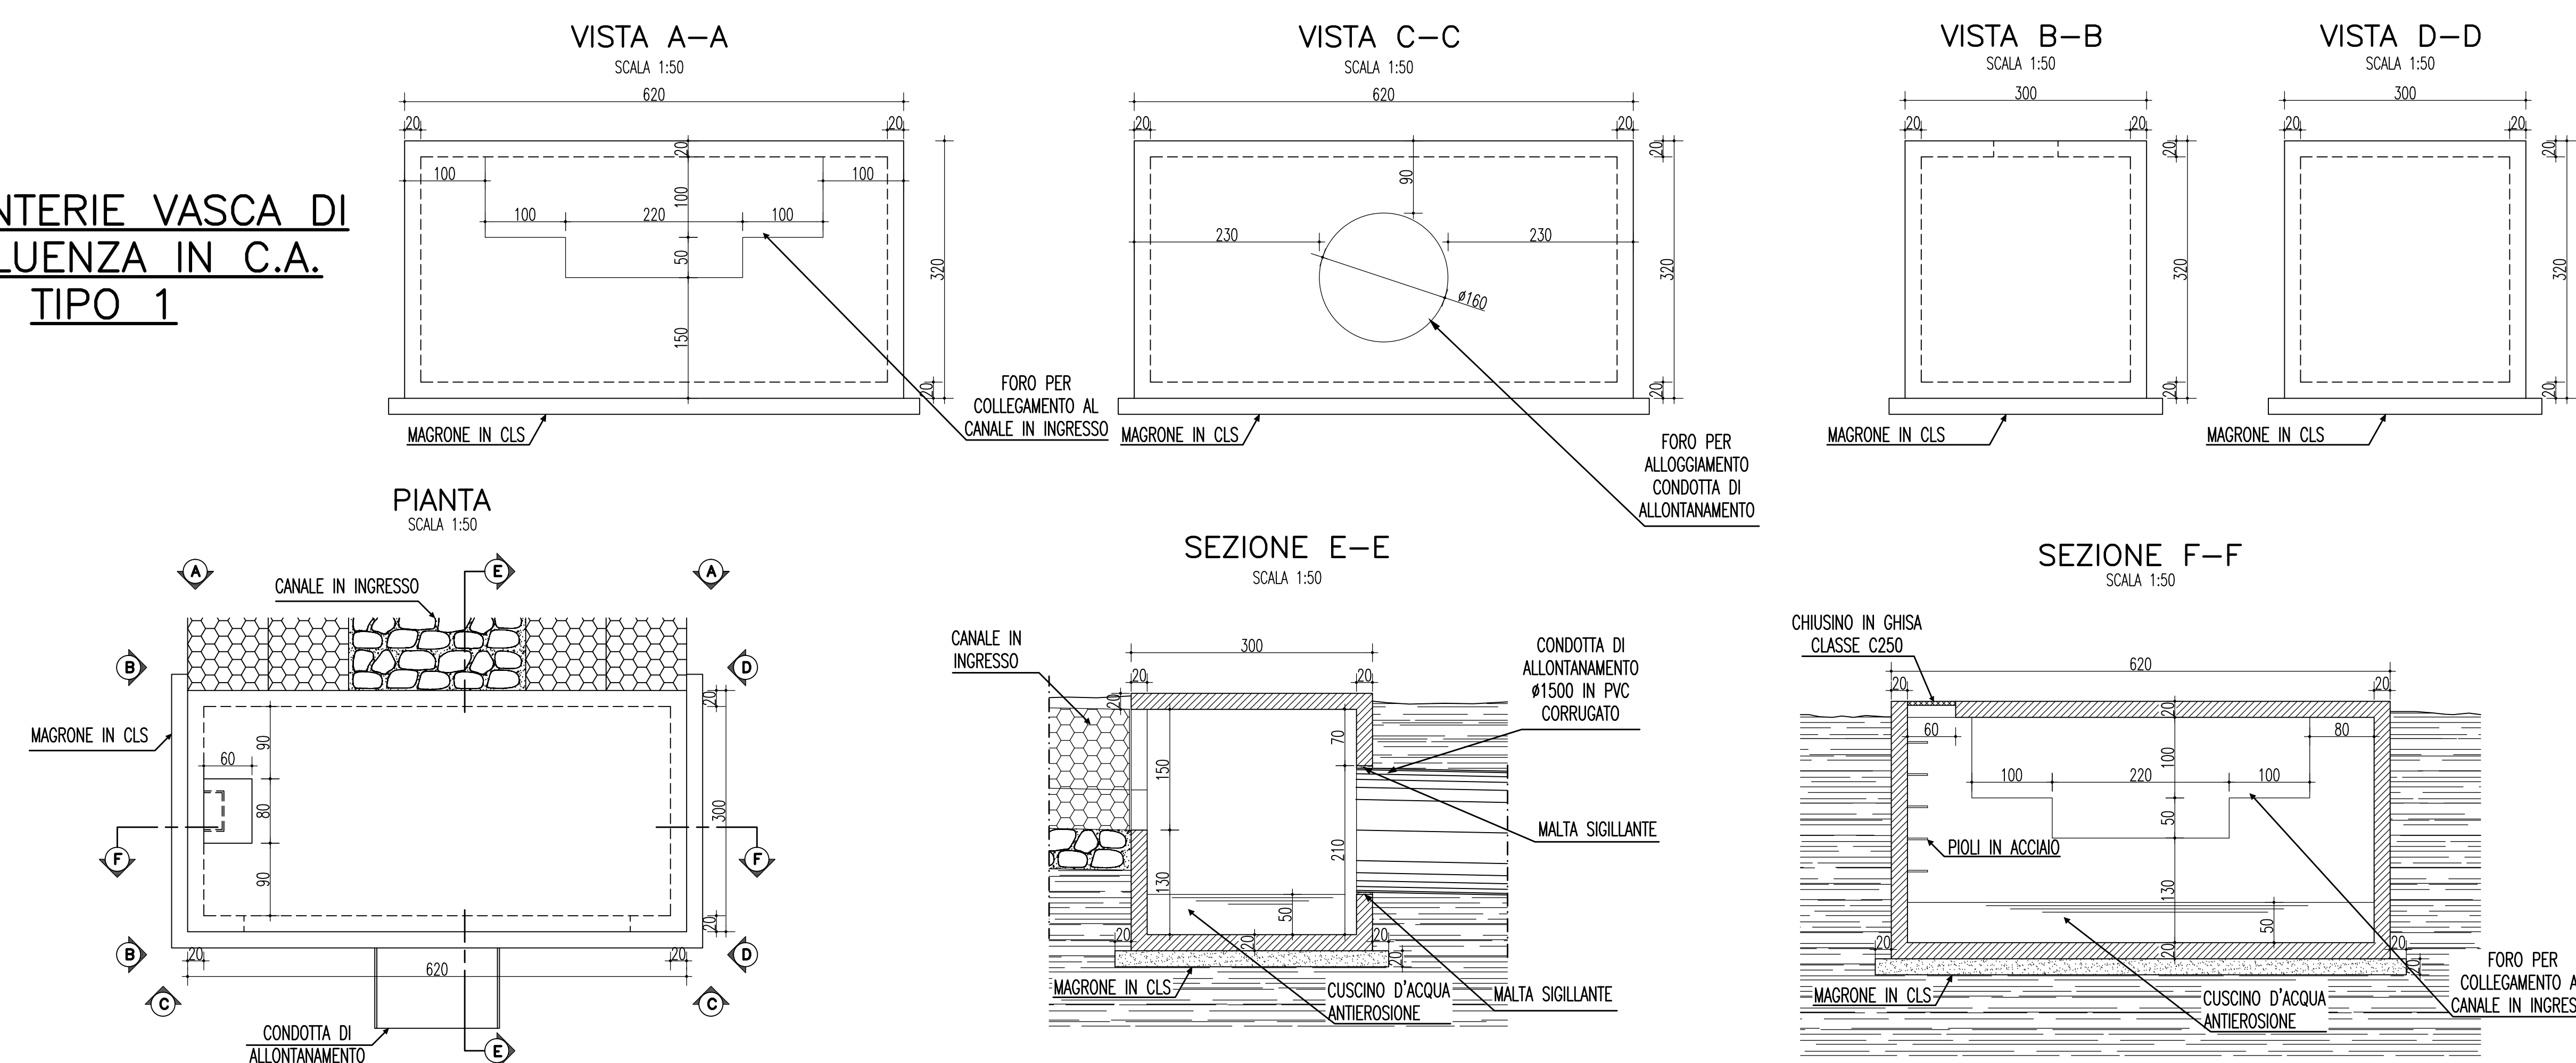 NTERIE VASCA DI
LUENZA IN C.A.
TIPO 1
VISTA A-A
SCALA 1:50
620
20
20
20
100
100
100
100
220
100
50
150
320
20
MAGRONE IN CLS
FORO PER
COLLEGAMENTO AL
CANALE IN INGRESSO
VISTA C-C
SCALA 1:50
620
20
20
20
90
230
230
ø160
320
20
MAGRONE IN CLS
FORO PER
ALLOGGIAMENTO
CONDOTTA DI
ALLONTANAMENTO
VISTA B-B
SCALA 1:50
300
20
20
20
320
20
MAGRONE IN CLS
VISTA D-D
SCALA 1:50
300
20
20
20
320
20
MAGRONE IN CLS
PIANTA
SCALA 1:50
A
E
A
CANALE IN INGRESSO
B
D
MAGRONE IN CLS
20
60
90
80
90
300
20
F
F
B
D
20
20
620
C
C
CONDOTTA DI
ALLONTANAMENTO
E
SEZIONE E-E
SCALA 1:50
CANALE IN
INGRESSO
300
20
20
20
CONDOTTA DI
ALLONTANAMENTO
ø1500 IN PVC
CORRUGATO
70
150
MALTA SIGILLANTE
210
130
50
20
20
20
20
MAGRONE IN CLS
CUSCINO D'ACQUA
ANTIEROSIONE
MALTA SIGILLANTE
SEZIONE F-F
SCALA 1:50
CHIUSINO IN GHISA
CLASSE C250
620
20
20
20
60
80
100
100
220
100
50
PIOLI IN ACCIAIO
130
50
20
20
20
20
MAGRONE IN CLS
CUSCINO D'ACQUA
ANTIEROSIONE
FORO PER
COLLEGAMENTO A
CANALE IN INGRES